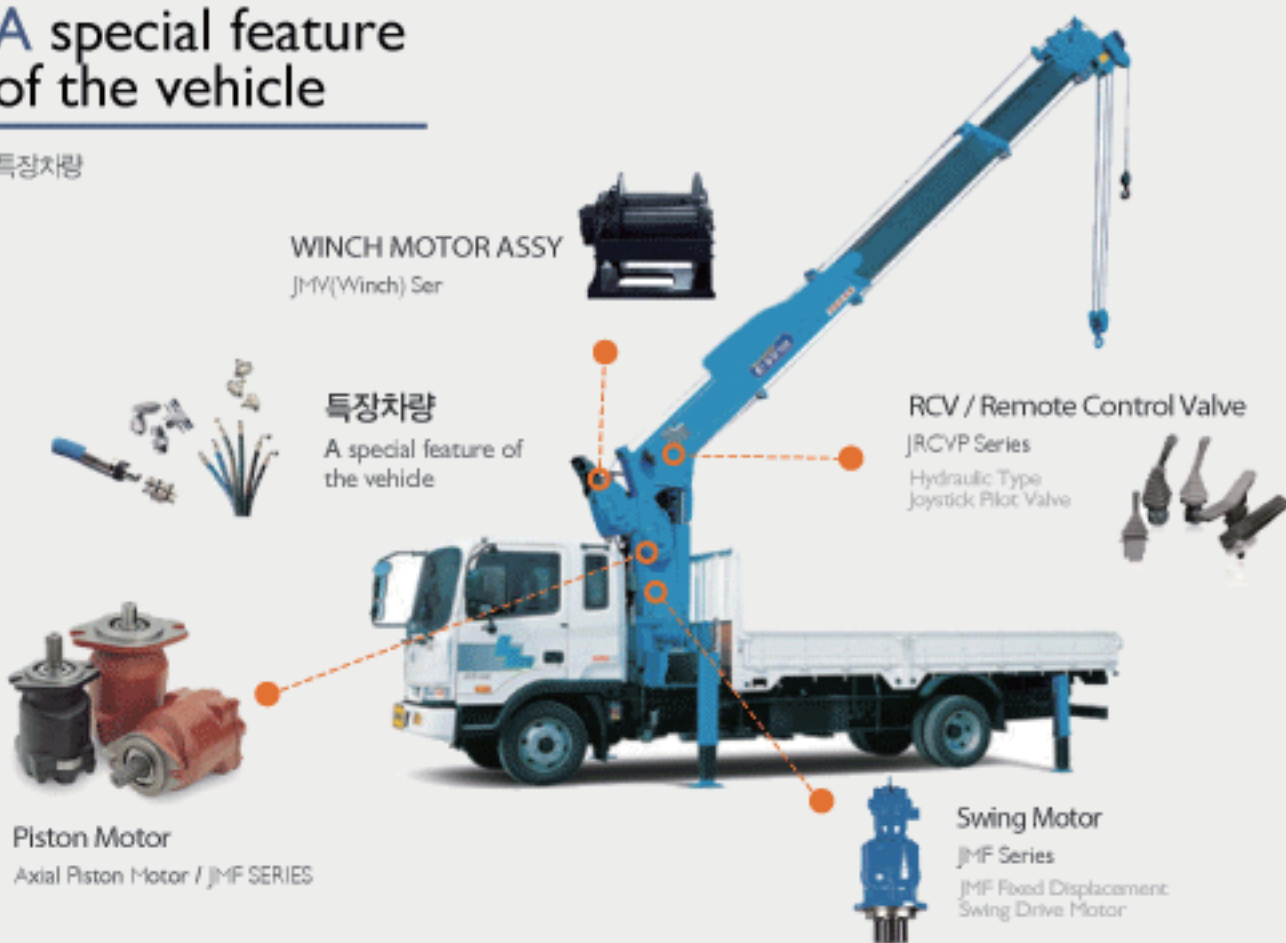 A special feature
of the vehicle
특장차량
WINCH MOTOR ASSY
JMV(Winch) Ser
특장차량
A special feature of
the vehicle
RCV / Remote Control Valve
JRCVP Series
Hydraulic Type
Joystick Pilot Valve
Piston Motor
Axial Piston Motor / JMF SERIES
Swing Motor
JMF Series
JMF Fixed Displacement
Swing Drive Motor